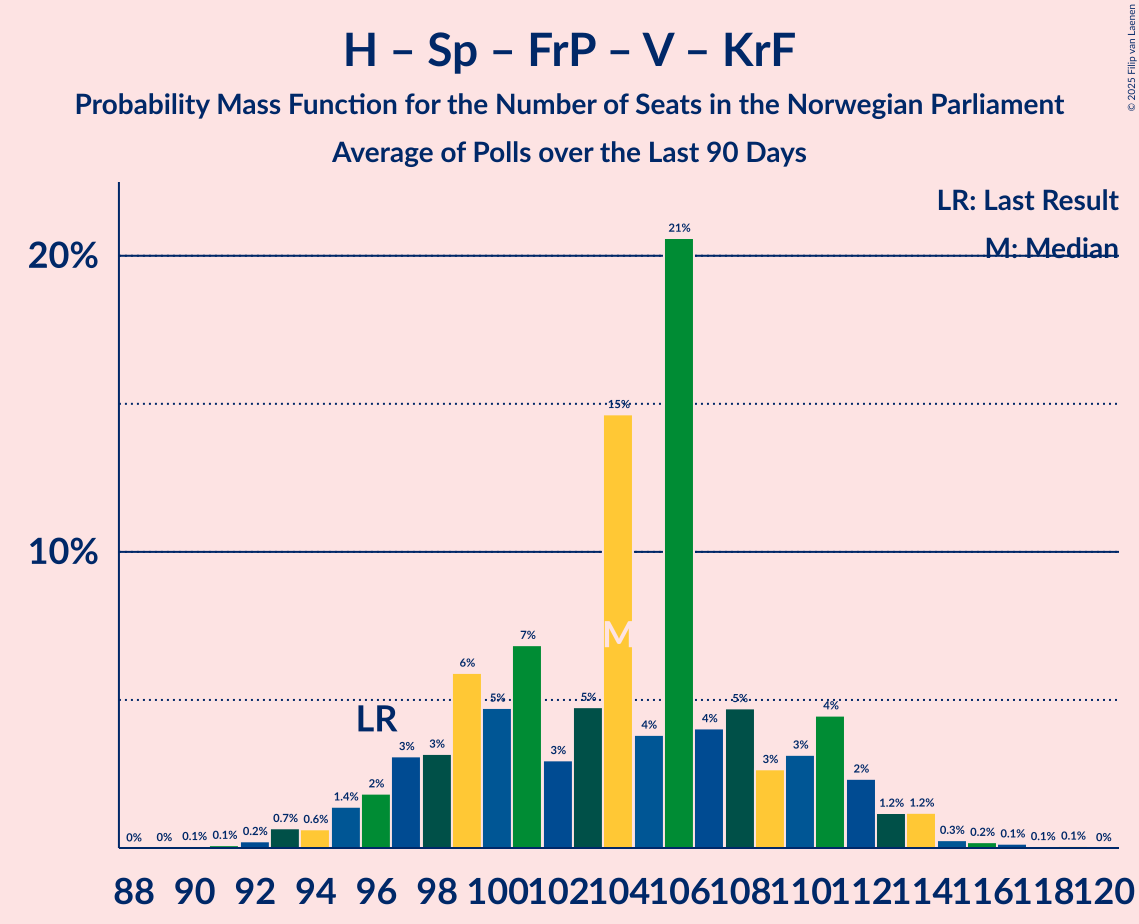 H – Sp – FrP – V – KrF
Probability Mass Function for the Number of Seats in the Norwegian Parliament
Average of Polls over the Last 90 Days
© 2025 Filip van Laenen
LR: Last Result
M: Median
20%
10%
LR
M
0% 0% 0.1% 0.1% 0.2% 0.7% 0.6% 1.4% 2% 3% 3% 6% 5% 7% 3% 5% 15% 4% 21% 4% 5% 3% 3% 4% 2% 1.2% 1.2% 0.3% 0.2% 0.1% 0.1% 0.1% 0%
88 90 92 94 96 98 100 102 104 106 108 110 112 114 116 118 120